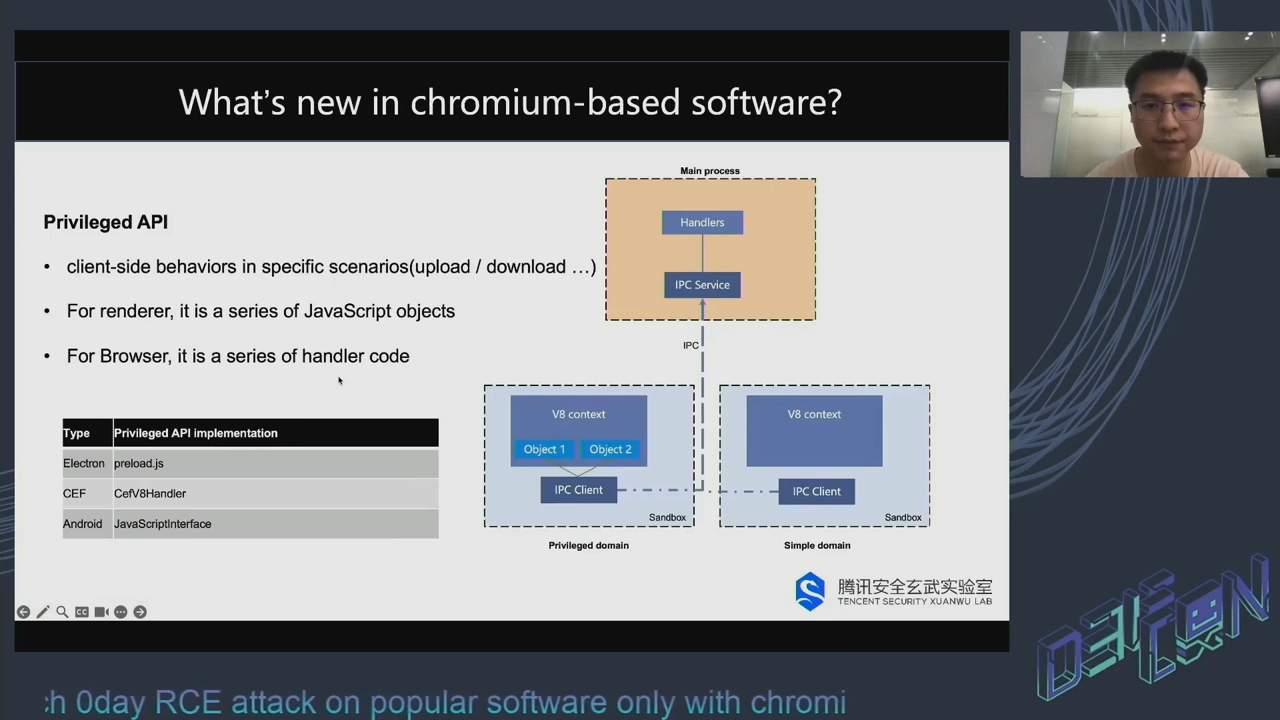 What's new in chromium-based software?
Privileged API
• client-side behaviors in specific scenarios(upload / download …)
• For renderer, it is a series of JavaScript objects
• For Browser, it is a series of handler code
Type Privileged API implementation
Electron preload.js
CEF CefV8Handler
Android JavaScriptInterface
Main process
Handlers
IPC Service
IPC
V8 context
Object 1 Object 2
IPC Client
Sandbox
Privileged domain
V8 context
IPC Client
Sandbox
Simple domain
腾讯安全玄武实验室
TENCENT SECURITY XUANWU LAB
CC
DEFCON
ch 0day RCE attack on popular software only with chromi